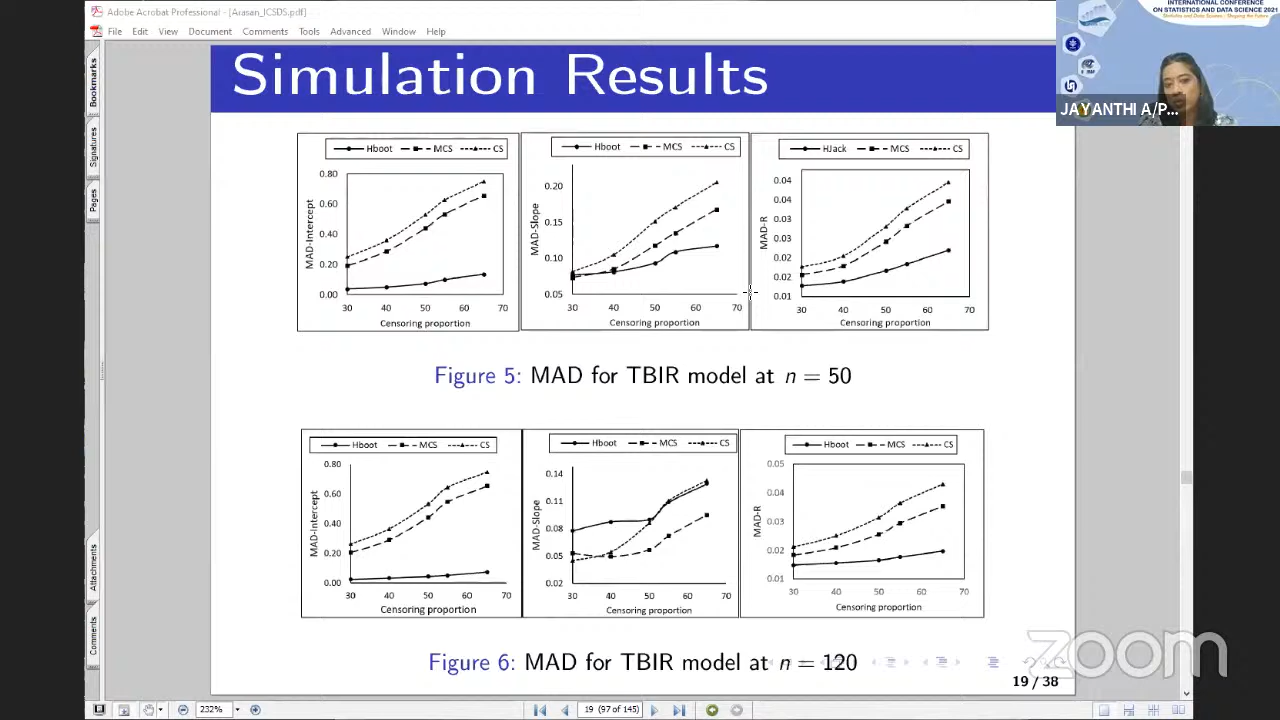 Adobe Acrobat Professional - [Arasan_ICSDS.pdf]
File Edit View Document Comments Tools Advanced Window Help
INTERNATIONAL CONFERENCE
ON STATISTICS AND DATA SCIENCE 2021
JAYANTHI A/P...
Bookmarks
Signatures
Pages
Attachments
Comments
Simulation Results
Hboot MCS CS
MAD-Intercept
0.80
0.60
0.40
0.20
0.00
30 40 50 60 70
Censoring proportion
Hboot MCS CS
MAD-Slope
0.20
0.15
0.10
0.05
30 40 50 60 70
Censoring proportion
HJack MCS CS
MAD-R
0.04
0.04
0.03
0.03
0.02
0.02
0.01
30 40 50 60 70
Censoring proportion
Figure 5: MAD for TBIR model at n = 50
Hboot MCS CS
MAD-Intercept
0.80
0.60
0.40
0.20
0.00
30 40 50 60 70
Censoring proportion
Hboot MCS CS
MAD-Slope
0.14
0.11
0.08
0.05
0.02
30 40 50 60 70
Censoring proportion
Hboot MCS CS
MAD-R
0.05
0.04
0.03
0.02
0.01
30 40 50 60 70
Censoring proportion
Figure 6: MAD for TBIR model at n = 120
19 / 38
zoom
232%
19 (97 of 145)